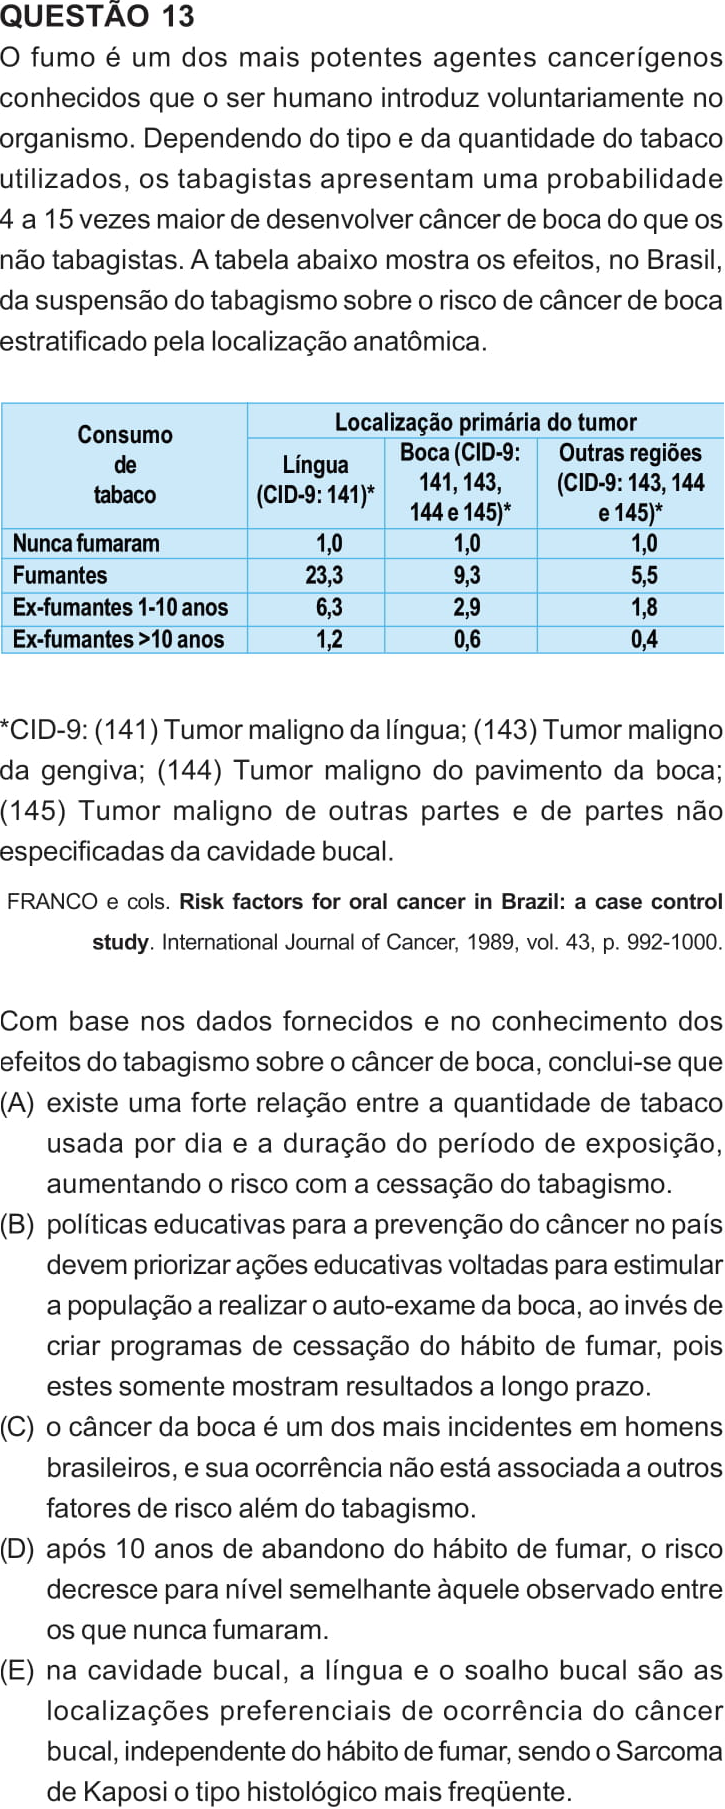 QUESTÃO 13
O fumo é um dos mais potentes agentes cancerígenos
conhecidos que o ser humano introduz voluntariamente no
organismo. Dependendo do tipo e da quantidade do tabaco
utilizados, os tabagistas apresentam uma probabilidade
4 a 15 vezes maior de desenvolver câncer de boca do que os
não tabagistas. A tabela abaixo mostra os efeitos, no Brasil,
da suspensão do tabagismo sobre o risco de câncer de boca
estratificado pela localização anatômica.
Consumo
de
tabaco
Localização primária do tumor
Língua
(CID-9: 141)*
Boca (CID-9:
141, 143,
144 e 145)*
Outras regiões
(CID-9: 143, 144
e 145)*
Nunca fumaram 1,0 1,0 1,0
Fumantes 23,3 9,3 5,5
Ex-fumantes 1-10 anos 6,3 2,9 1,8
Ex-fumantes >10 anos 1,2 0,6 0,4
*CID-9: (141) Tumor maligno da língua; (143) Tumor maligno
da gengiva; (144) Tumor maligno do pavimento da boca;
(145) Tumor maligno de outras partes e de partes não
especificadas da cavidade bucal.
FRANCO e cols. Risk factors for oral cancer in Brazil: a case control
study. International Journal of Cancer, 1989, vol. 43, p. 992-1000.
Com base nos dados fornecidos e no conhecimento dos
efeitos do tabagismo sobre o câncer de boca, conclui-se que
(A) existe uma forte relação entre a quantidade de tabaco
usada por dia e a duração do período de exposição,
aumentando o risco com a cessação do tabagismo.
(B) políticas educativas para a prevenção do câncer no país
devem priorizar ações educativas voltadas para estimular
a população a realizar o auto-exame da boca, ao invés de
criar programas de cessação do hábito de fumar, pois
estes somente mostram resultados a longo prazo.
(C) o câncer da boca é um dos mais incidentes em homens
brasileiros, e sua ocorrência não está associada a outros
fatores de risco além do tabagismo.
(D) após 10 anos de abandono do hábito de fumar, o risco
decresce para nível semelhante àquele observado entre
os que nunca fumaram.
(E) na cavidade bucal, a língua e o soalho bucal são as
localizações preferenciais de ocorrência do câncer
bucal, independente do hábito de fumar, sendo o Sarcoma
de Kaposi o tipo histológico mais freqüente.